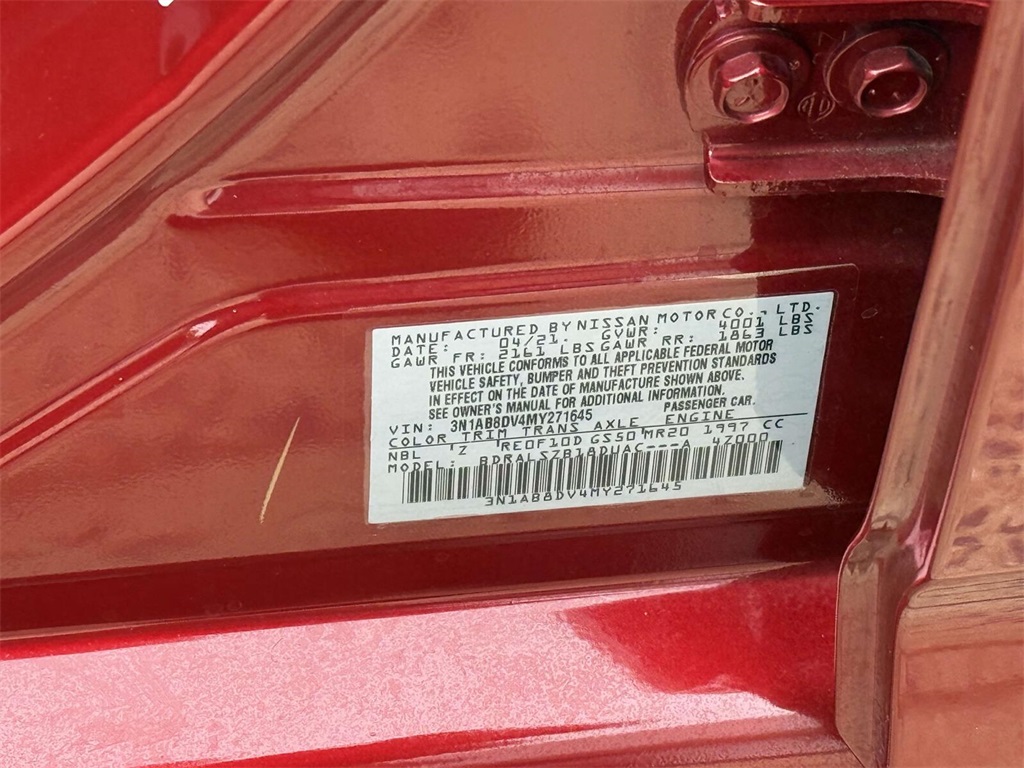 MANUFACTURED BY NISSAN MOTOR CO., LTD.
DATE: 04/21. GVWR: 4001 LBS
GAWR FR: 2161 LBS GAWR RR: 1863 LBS
THIS VEHICLE CONFORMS TO ALL APPLICABLE FEDERAL MOTOR
VEHICLE SAFETY, BUMPER AND THEFT PREVENTION STANDARDS
IN EFFECT ON THE DATE OF MANUFACTURE SHOWN ABOVE.
SEE OWNER'S MANUAL FOR ADDITIONAL INFORMATION.
VIN: 3N1AB8DV4MY271645 PASSENGER CAR.
COLOR TRIM TRANS AXLE ENGINE
NBL Z RE0F10D GS50 MR20 1997 CC
MODEL: BDRALSZB18DUAC---A 47000
3N1AB8DV4MY271645